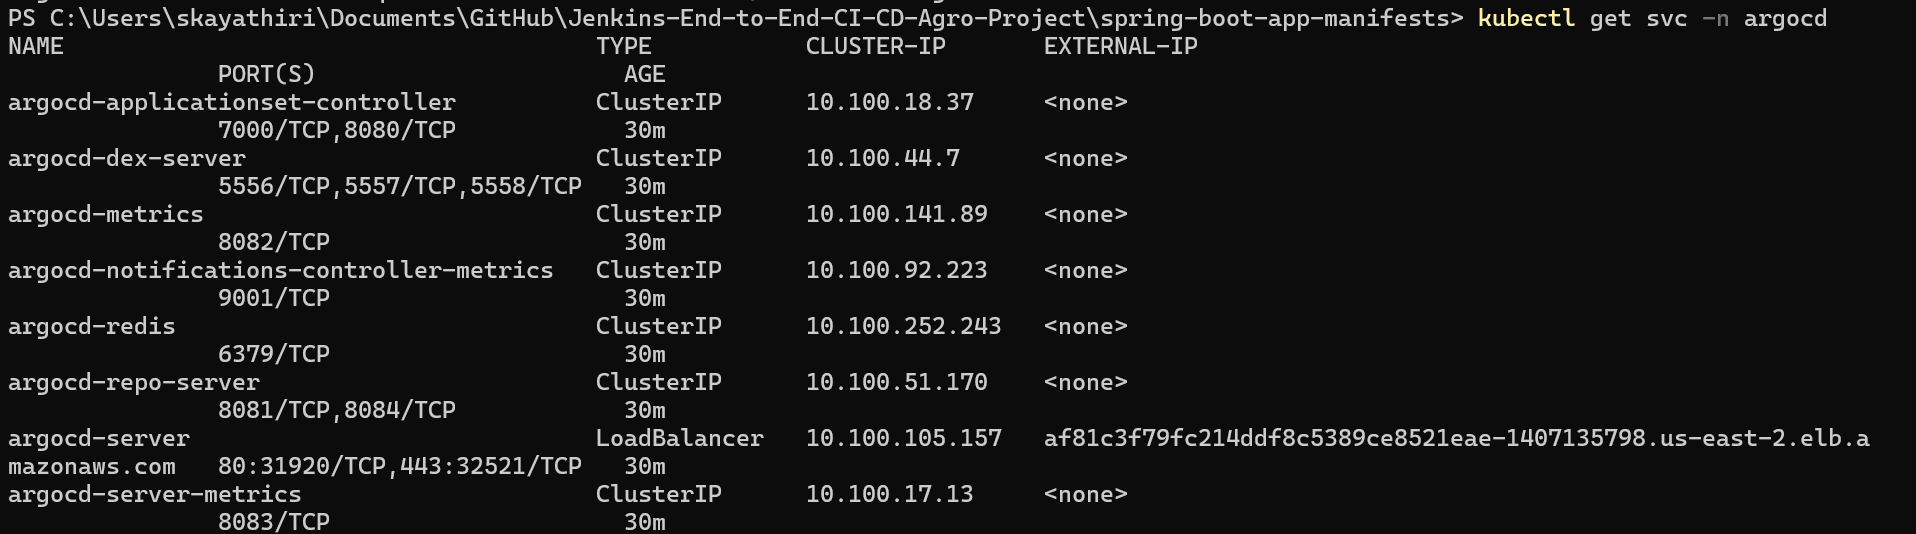 PS C:\Users\skayathiri\Documents\GitHub\Jenkins-End-to-End-CI-CD-Agro-Project\spring-boot-app-manifests> kubectl get svc -n argocd
NAME                                      TYPE           CLUSTER-IP       EXTERNAL-IP
               PORT(S)                      AGE
argocd-applicationset-controller          ClusterIP      10.100.18.37     <none>
               7000/TCP,8080/TCP            30m
argocd-dex-server                         ClusterIP      10.100.44.7      <none>
               5556/TCP,5557/TCP,5558/TCP   30m
argocd-metrics                            ClusterIP      10.100.141.89    <none>
               8082/TCP                     30m
argocd-notifications-controller-metrics   ClusterIP      10.100.92.223    <none>
               9001/TCP                     30m
argocd-redis                              ClusterIP      10.100.252.243   <none>
               6379/TCP                     30m
argocd-repo-server                        ClusterIP      10.100.51.170    <none>
               8081/TCP,8084/TCP            30m
argocd-server                             LoadBalancer   10.100.105.157   af81c3f79fc214ddf8c5389ce8521eae-1407135798.us-east-2.elb.a
mazonaws.com   80:31920/TCP,443:32521/TCP   30m
argocd-server-metrics                     ClusterIP      10.100.17.13     <none>
               8083/TCP                     30m